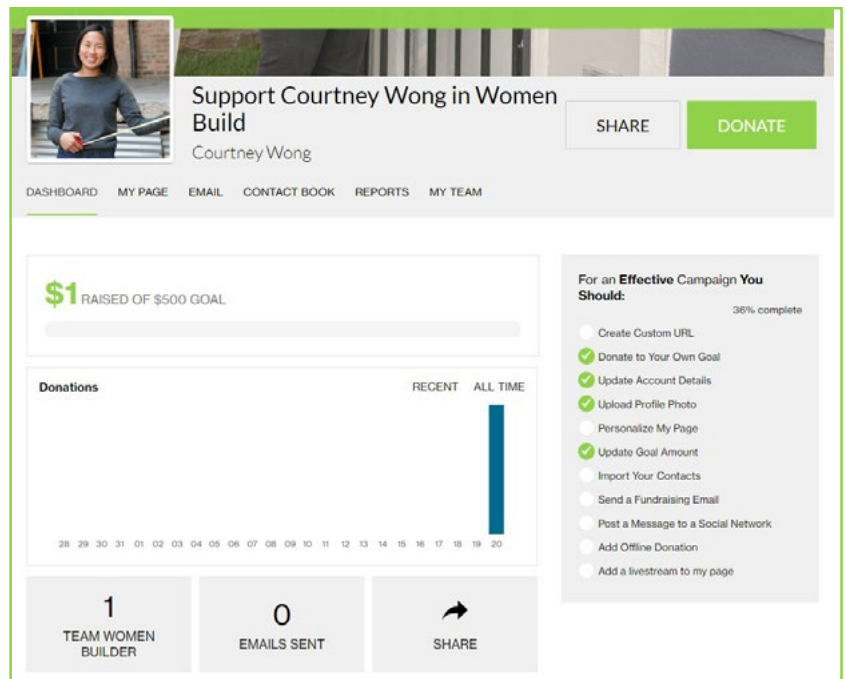 Support Courtney Wong in Women
Build
Courtney Wong
SHARE
DONATE
DASHBOARD MY PAGE EMAIL CONTACT BOOK REPORTS MY TEAM
$1 RAISED OF $500 GOAL
Donations
RECENT ALL TIME
28 29 30 31 01 02 03 04 05 06 07 08 09 10 11 12 13 14 15 16 17 18 19 20
1
TEAM WOMEN
BUILDER
0
EMAILS SENT
SHARE
For an Effective Campaign You
Should:
36% complete
Create Custom URL
Donate to Your Own Goal
Update Account Details
Upload Profile Photo
Personalize My Page
Update Goal Amount
Import Your Contacts
Send a Fundraising Email
Post a Message to a Social Network
Add Offline Donation
Add a livestream to my page